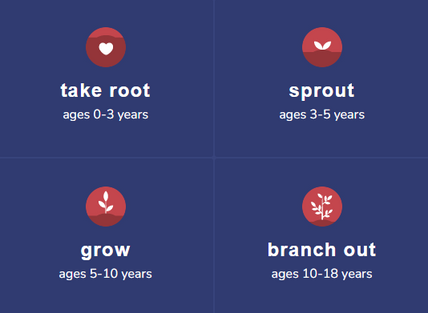 take root
ages 0-3 years
sprout
ages 3-5 years
grow
ages 5-10 years
branch out
ages 10-18 years